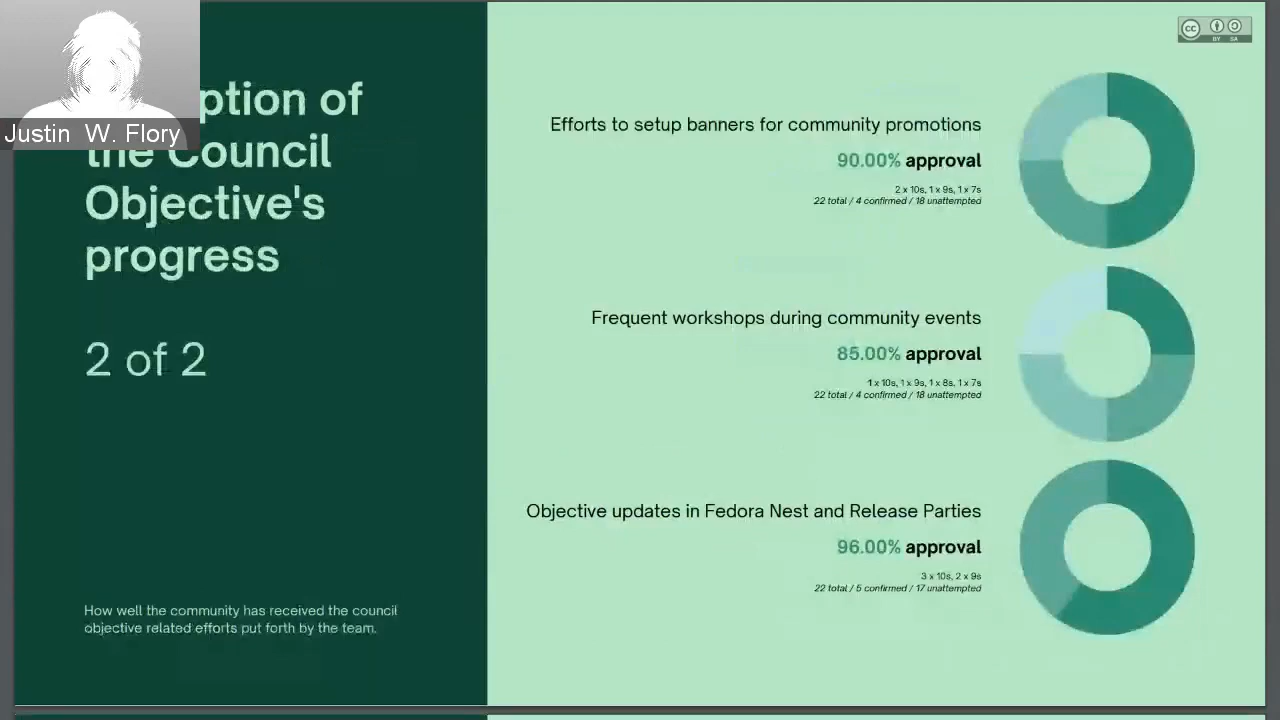 Justin W. Flory
ption of
the Council
Objective's
progress
2 of 2
How well the community has received the council
objective related efforts put forth by the team.
cc
BY SA
Efforts to setup banners for community promotions
90.00% approval
2 x 10s, 1 x 9s, 1 x 7s
22 total / 4 confirmed / 18 unattempted
Frequent workshops during community events
85.00% approval
1 x 10s, 1 x 9s, 1 x 8s, 1 x 7s
22 total / 4 confirmed / 18 unattempted
Objective updates in Fedora Nest and Release Parties
96.00% approval
3 x 10s, 2 x 9s
22 total / 5 confirmed / 17 unattempted